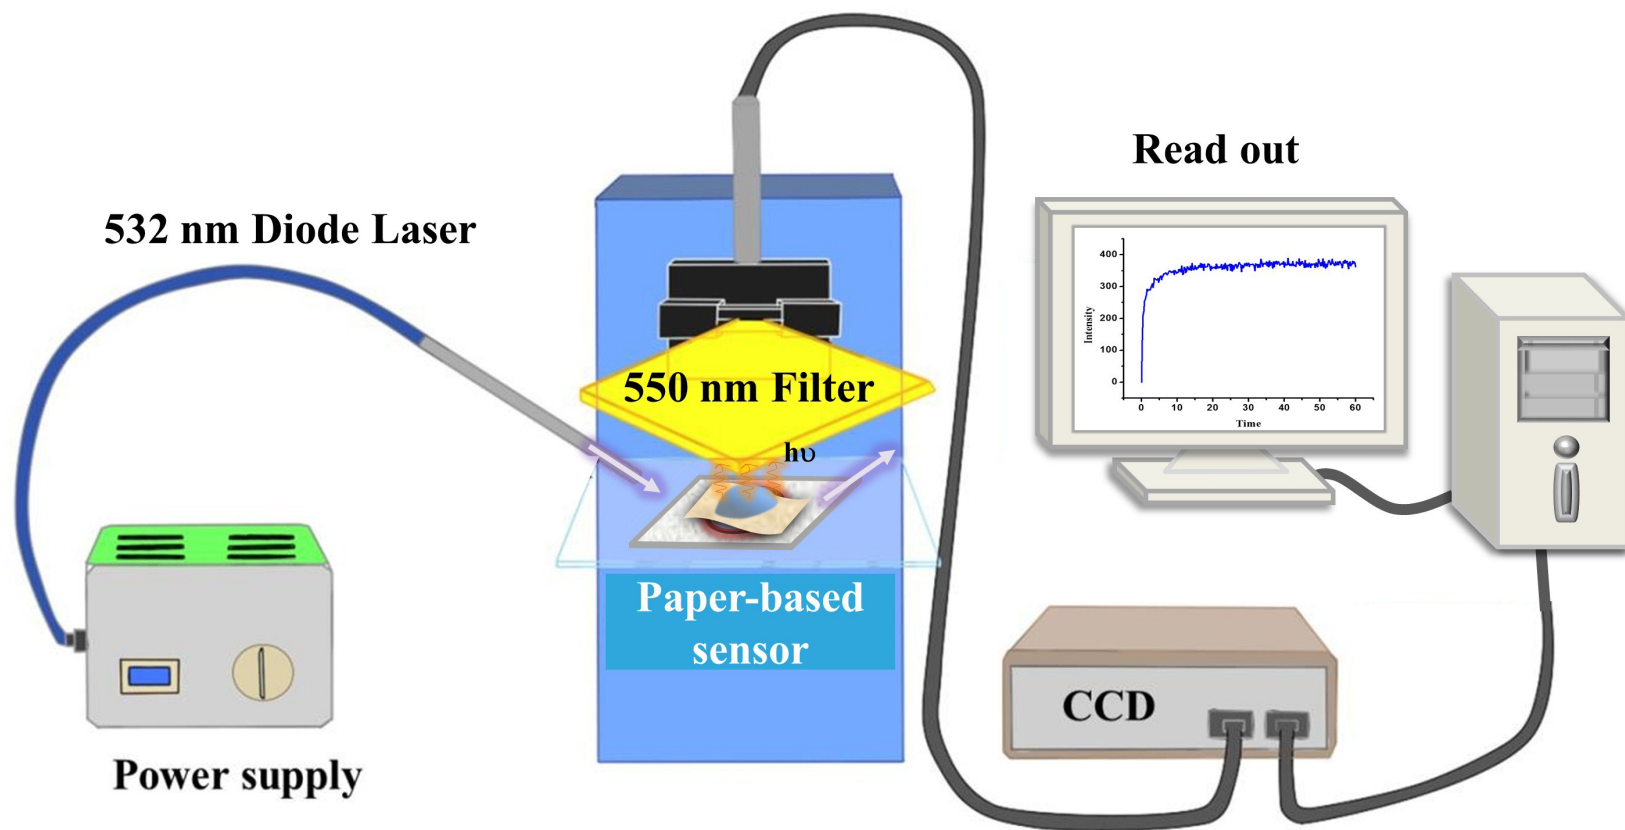 Read out
532 nm Diode Laser
400
300
200
100
0
Intensity
0 10 20 30 40 50 60
Time
550 nm Filter
hυ
Paper-based
sensor
CCD
Power supply